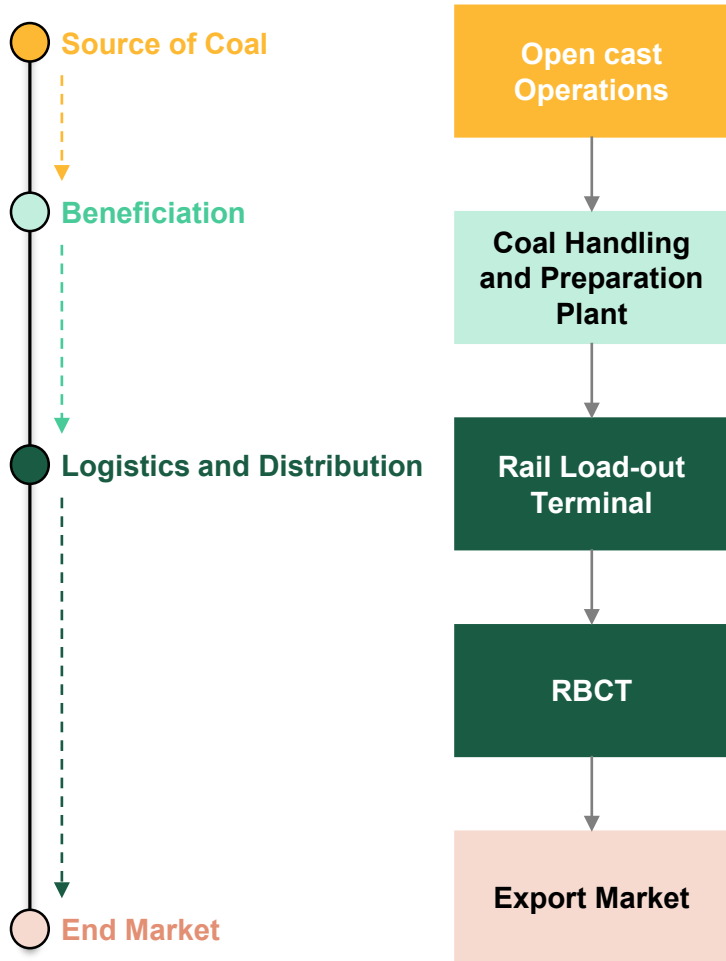 Source of Coal
Open cast
Operations
Beneficiation
Coal Handling
and Preparation
Plant
Logistics and Distribution
Rail Load-out
Terminal
RBCT
Export Market
End Market